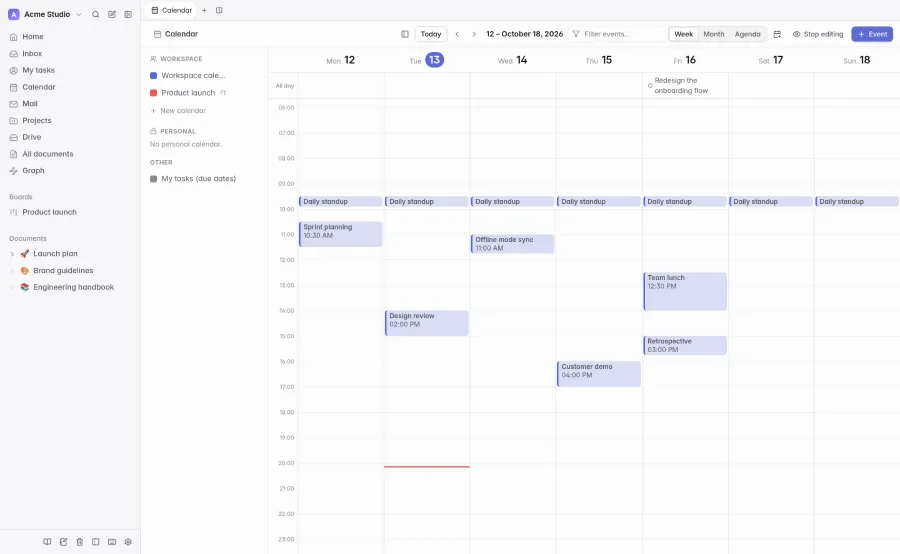 Acme Studio
Home
Inbox
My tasks
Calendar
Mail
Projects
Drive
All documents
Graph
Boards
Product launch
Documents
Launch plan
Brand guidelines
Engineering handbook
Calendar
Calendar
Today
12 – October 18, 2026
Filter events...
Week
Month
Agenda
Stop editing
+ Event
WORKSPACE
Workspace cale...
Product launch
+ New calendar
PERSONAL
No personal calendar.
OTHER
My tasks (due dates)
Mon 12
Tue 13
Wed 14
Thu 15
Fri 16
Sat 17
Sun 18
All day
Redesign the
onboarding flow
06:00
07:00
08:00
09:00
Daily standup
Daily standup
Daily standup
Daily standup
Daily standup
Daily standup
Daily standup
10:00
Sprint planning
10:30 AM
11:00
Offline mode sync
11:00 AM
12:00
Team lunch
12:30 PM
13:00
14:00
Design review
02:00 PM
15:00
Retrospective
03:00 PM
16:00
Customer demo
04:00 PM
17:00
18:00
19:00
20:00
21:00
22:00
23:00